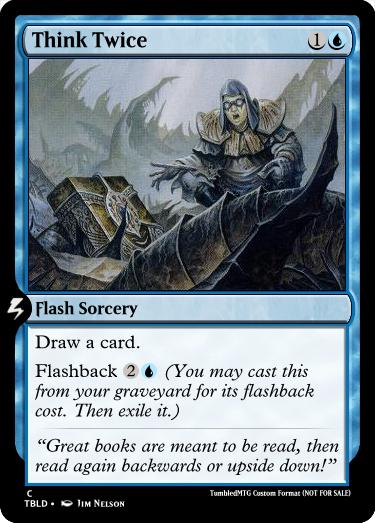 Think Twice 1
Flash Sorcery
Draw a card.
Flashback 2 (You may cast this
from your graveyard for its flashback
cost. Then exile it.)
“Great books are meant to be read, then
read again backwards or upside down!”
C
TBLD • JIM NELSON
TumbledMTG Custom Format (NOT FOR SALE)